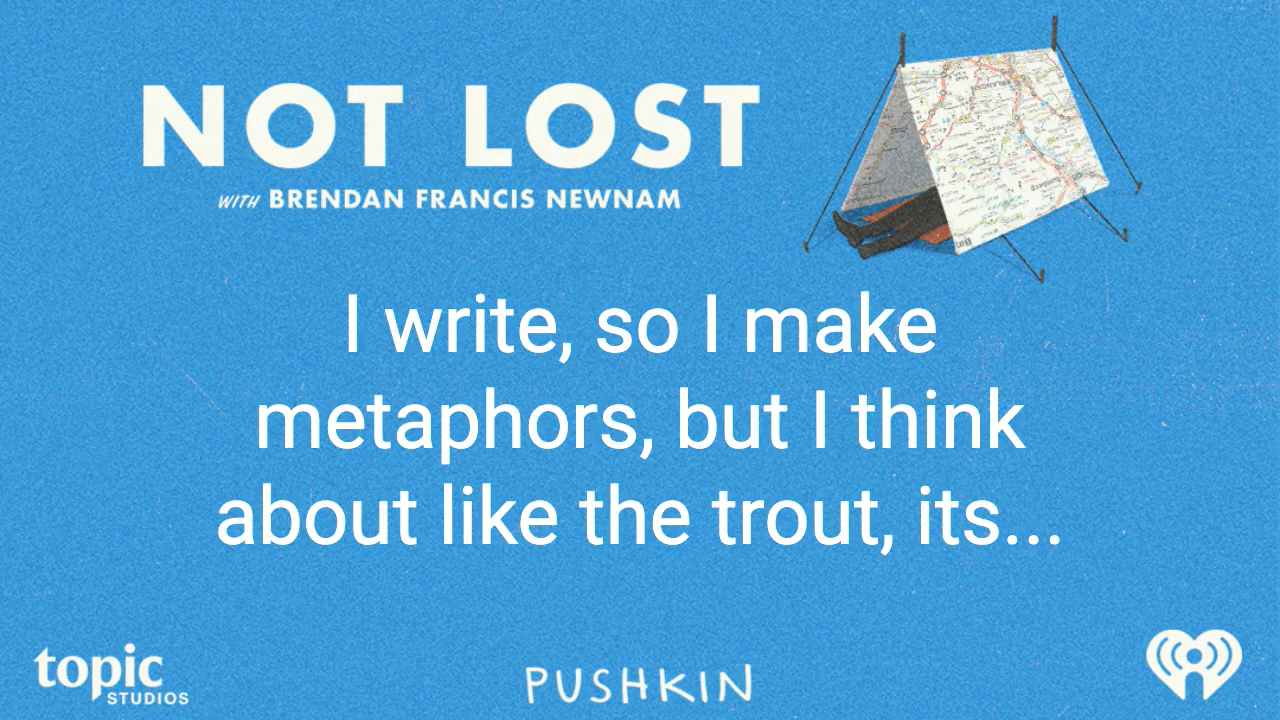 NOT LOST
WITH BRENDAN FRANCIS NEWNAM
I write, so I make
metaphors, but I think
about like the trout, its...
topic
STUDIOS
PUSHKIN